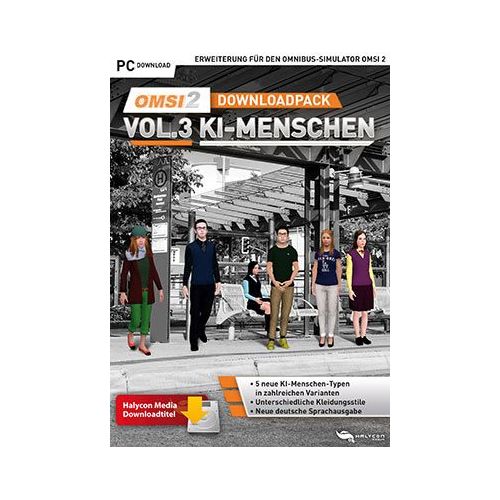 PC DOWNLOAD
ERWEITERUNG FÜR DEN OMNIBUS-SIMULATOR OMSI 2
OMSI2 DOWNLOADPACK
VOL.3 KI-MENSCHEN
H
• 5 neue KI-Menschen-Typen
in zahlreichen Varianten
• Unterschiedliche Kleidungsstile
• Neue deutsche Sprachausgabe
Halycon Media
Downloadtitel
HALYCON